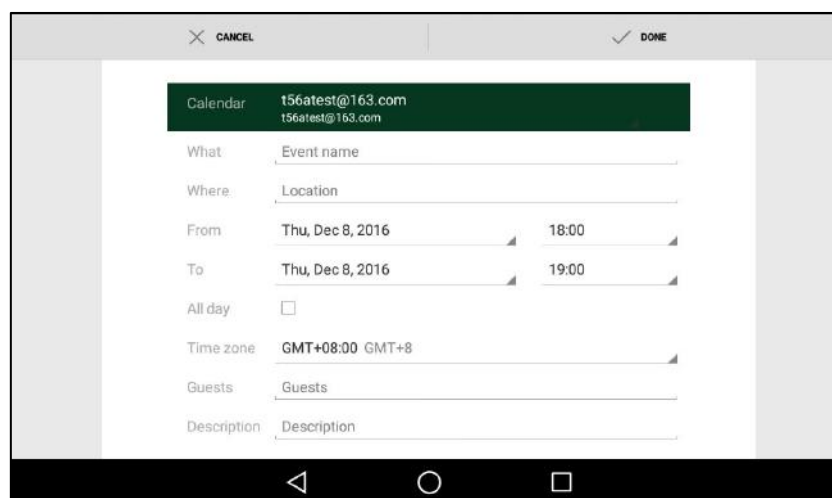 CANCEL DONE
Calendar t56atest@163.com
t56atest@163.com
What Event name
Where Location
From Thu, Dec 8, 2016 18:00
To Thu, Dec 8, 2016 19:00
All day
Time zone GMT+08:00 GMT+8
Guests Guests
Description Description